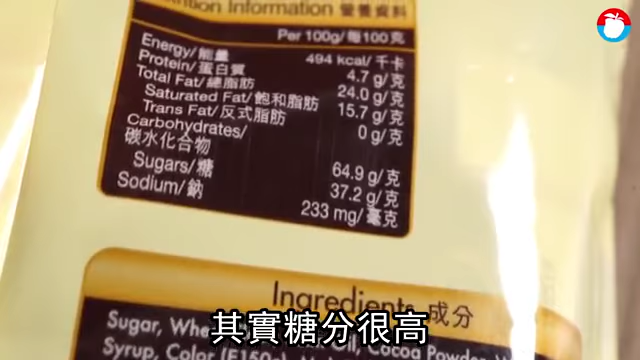 Nutrition Information 營養資料
Per 100g/每100克
Energy/能量 494 kcal/千卡
Protein/蛋白質 4.7 g/克
Total Fat/總脂肪 24.0 g/克
Saturated Fat/飽和脂肪 15.7 g/克
Trans Fat/反式脂肪 0 g/克
Carbohydrates/
碳水化合物 64.9 g/克
Sugars/糖 37.2 g/克
Sodium/鈉 233 mg/毫克
Ingredients 成分
Sugar, Oil, Cocoa Powder,
Syrup, Color (E150
其實糖分很高